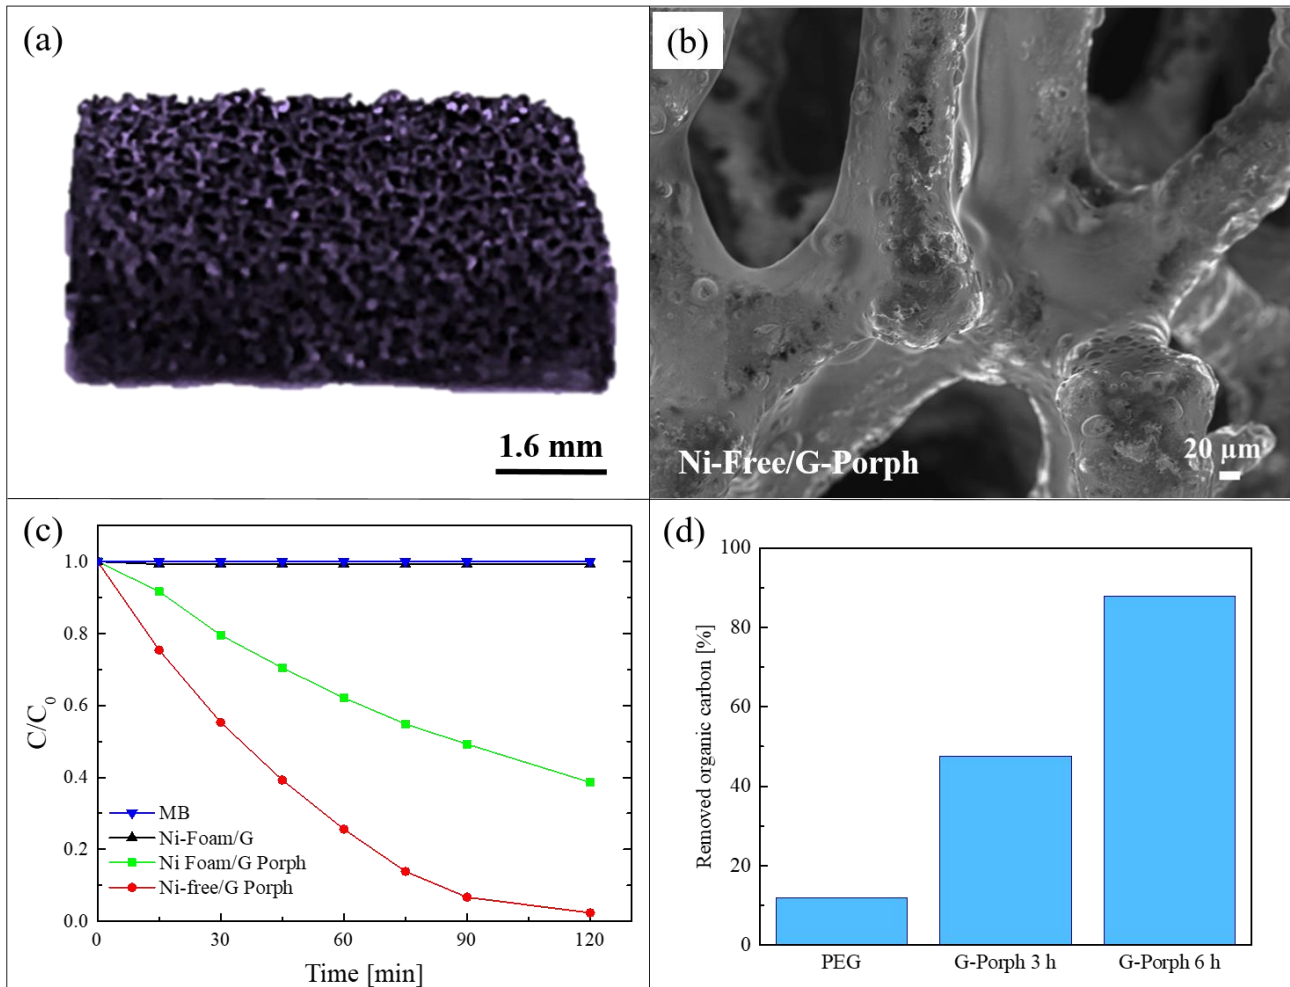 (a)
1.6 mm
(b)
Ni-Free/G-Porph
20 µm
(c)
C/C0
1.0
0.8
0.6
0.4
0.2
0.0
MB
Ni-Foam/G
Ni Foam/G Porph
Ni-free/G Porph
0 30 60 90 120
Time [min]
(d)
Removed organic carbon [%]
100
80
60
40
20
0
PEG G-Porph 3 h G-Porph 6 h